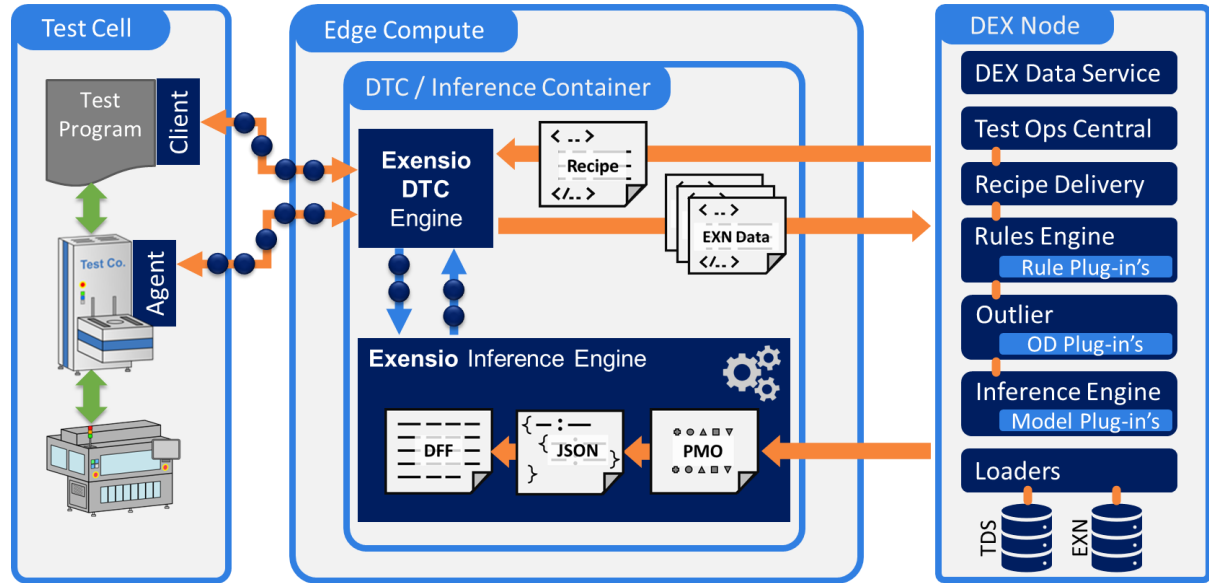 Test Cell
Test
Program
Client
Test Co.
Agent
Edge Compute
DTC / Inference Container
Exensio
DTC
Engine
< ‥ >
Recipe
</‥ >
< ‥ >
EXN Data
</‥ >
Exensio Inference Engine
DFF
{ – : –
{
JSON
}
}
PMO
DEX Node
DEX Data Service
Test Ops Central
Recipe Delivery
Rules Engine
Rule Plug-in's
Outlier
OD Plug-in's
Inference Engine
Model Plug-in's
Loaders
TDS
EXN